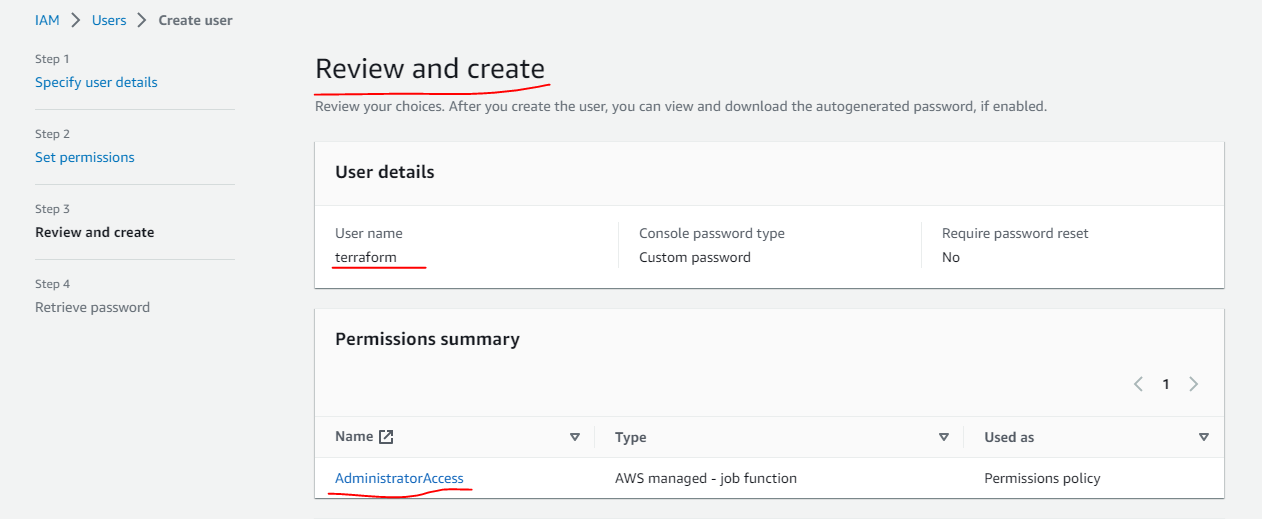 IAM > Users > Create user
Step 1
Specify user details
Step 2
Set permissions
Step 3
Review and create
Step 4
Retrieve password
Review and create
Review your choices. After you create the user, you can view and download the autogenerated password, if enabled.
User details
User name Console password type Require password reset
terraform Custom password No
Permissions summary
1
Name Type Used as
AdministratorAccess AWS managed - job function Permissions policy